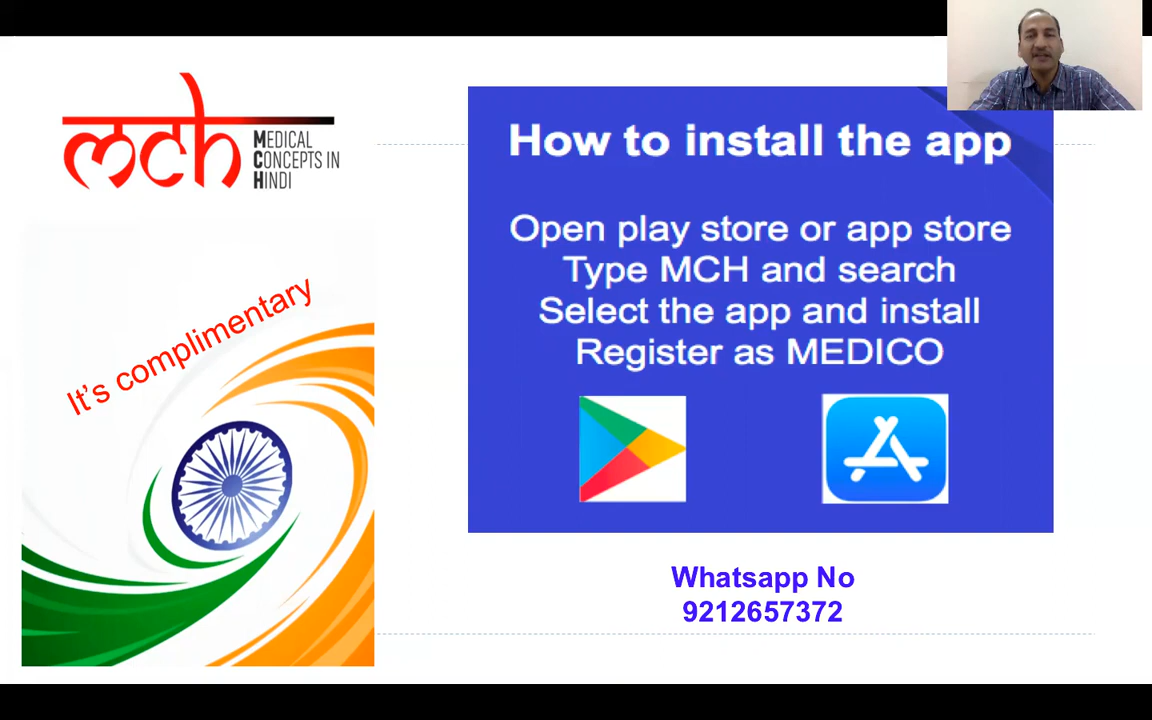 mch
MEDICAL
CONCEPTS IN
HINDI
It's complimentary
How to install the app
Open play store or app store
Type MCH and search
Select the app and install
Register as MEDICO
Whatsapp No
9212657372